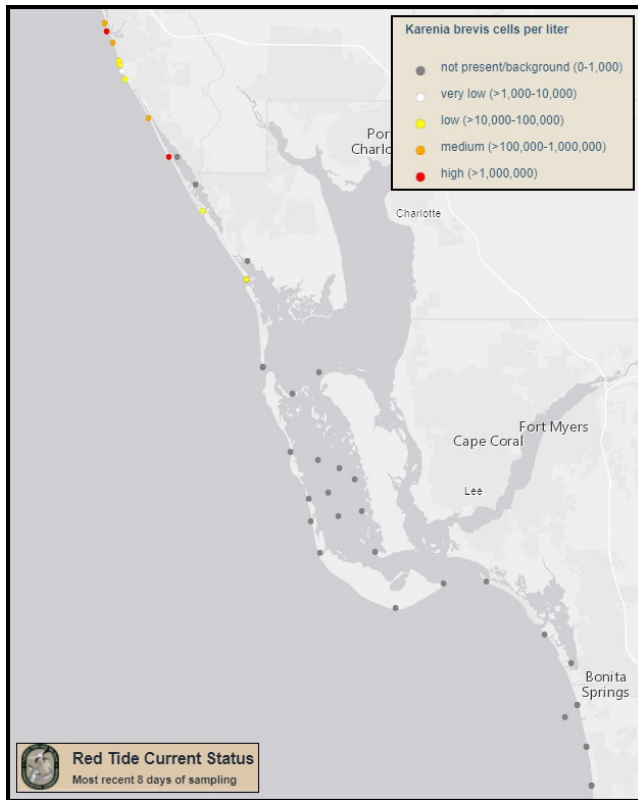 Karenia brevis cells per liter
not present/background (0-1,000)
very low (>1,000-10,000)
low (>10,000-100,000)
medium (>100,000-1,000,000)
high (>1,000,000)
Por
Charlo
Charlotte
Fort Myers
Cape Coral
Lee
Bonita
Springs
Red Tide Current Status
Most recent 8 days of sampling